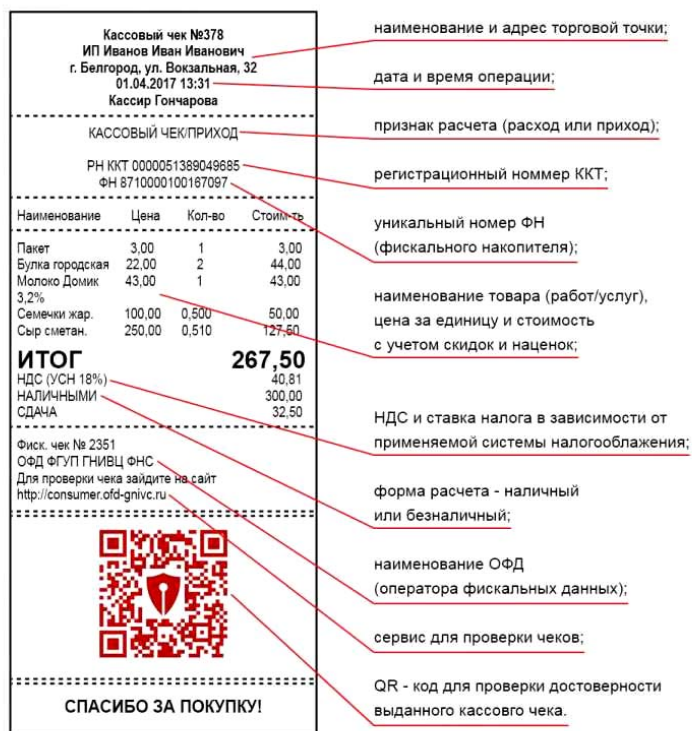 Кассовый чек №378
ИП Иванов Иван Иванович
г. Белгород, ул. Вокзальная, 32
01.04.2017 13:31
Кассир Гончарова
КАССОВЫЙ ЧЕК/ПРИХОД
РН ККТ 0000051389049685
ФН 8710000100167097
Наименование Цена Кол-во Стоим-ть
Пакет 3,00 1 3,00
Булка городская 22,00 2 44,00
Молоко Домик 43,00 1 43,00
3,2%
Семечки жар. 100,00 0,500 50,00
Сыр сметан. 250,00 0,510 127,50
ИТОГ 267,50
НДС (УСН 18%) 40,81
НАЛИЧНЫМИ 300,00
СДАЧА 32,50
Фиск. чек № 2351
ОФД ФГУП ГНИВЦ ФНС
Для проверки чека зайдите на сайт
http://consumer.ofd-gnivc.ru
СПАСИБО ЗА ПОКУПКУ!
наименование и адрес торговой точки;
дата и время операции;
признак расчета (расход или приход);
регистрационный номмер ККТ;
уникальный номер ФН
(фискального накопителя);
наименование товара (работ/услуг),
цена за единицу и стоимость
с учетом скидок и наценок;
НДС и ставка налога в зависимости от
применяемой системы налогооблажения;
форма расчета - наличный
или безналичный;
наименование ОФД
(оператора фискальных данных);
сервис для проверки чеков;
QR - код для проверки достоверности
выданного кассовго чека.